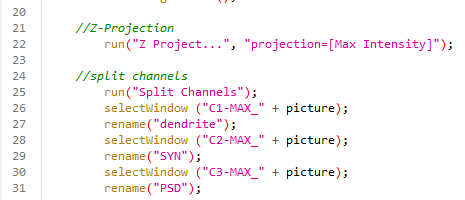 20
21 //Z-Projection
22 run("Z Project...", "projection=[Max Intensity]");
23
24 //split channels
25 run("Split Channels");
26 selectWindow ("C1-MAX_" + picture);
27 rename("dendrite");
28 selectWindow ("C2-MAX_" + picture);
29 rename("SYN");
30 selectWindow ("C3-MAX_" + picture);
31 rename("PSD");